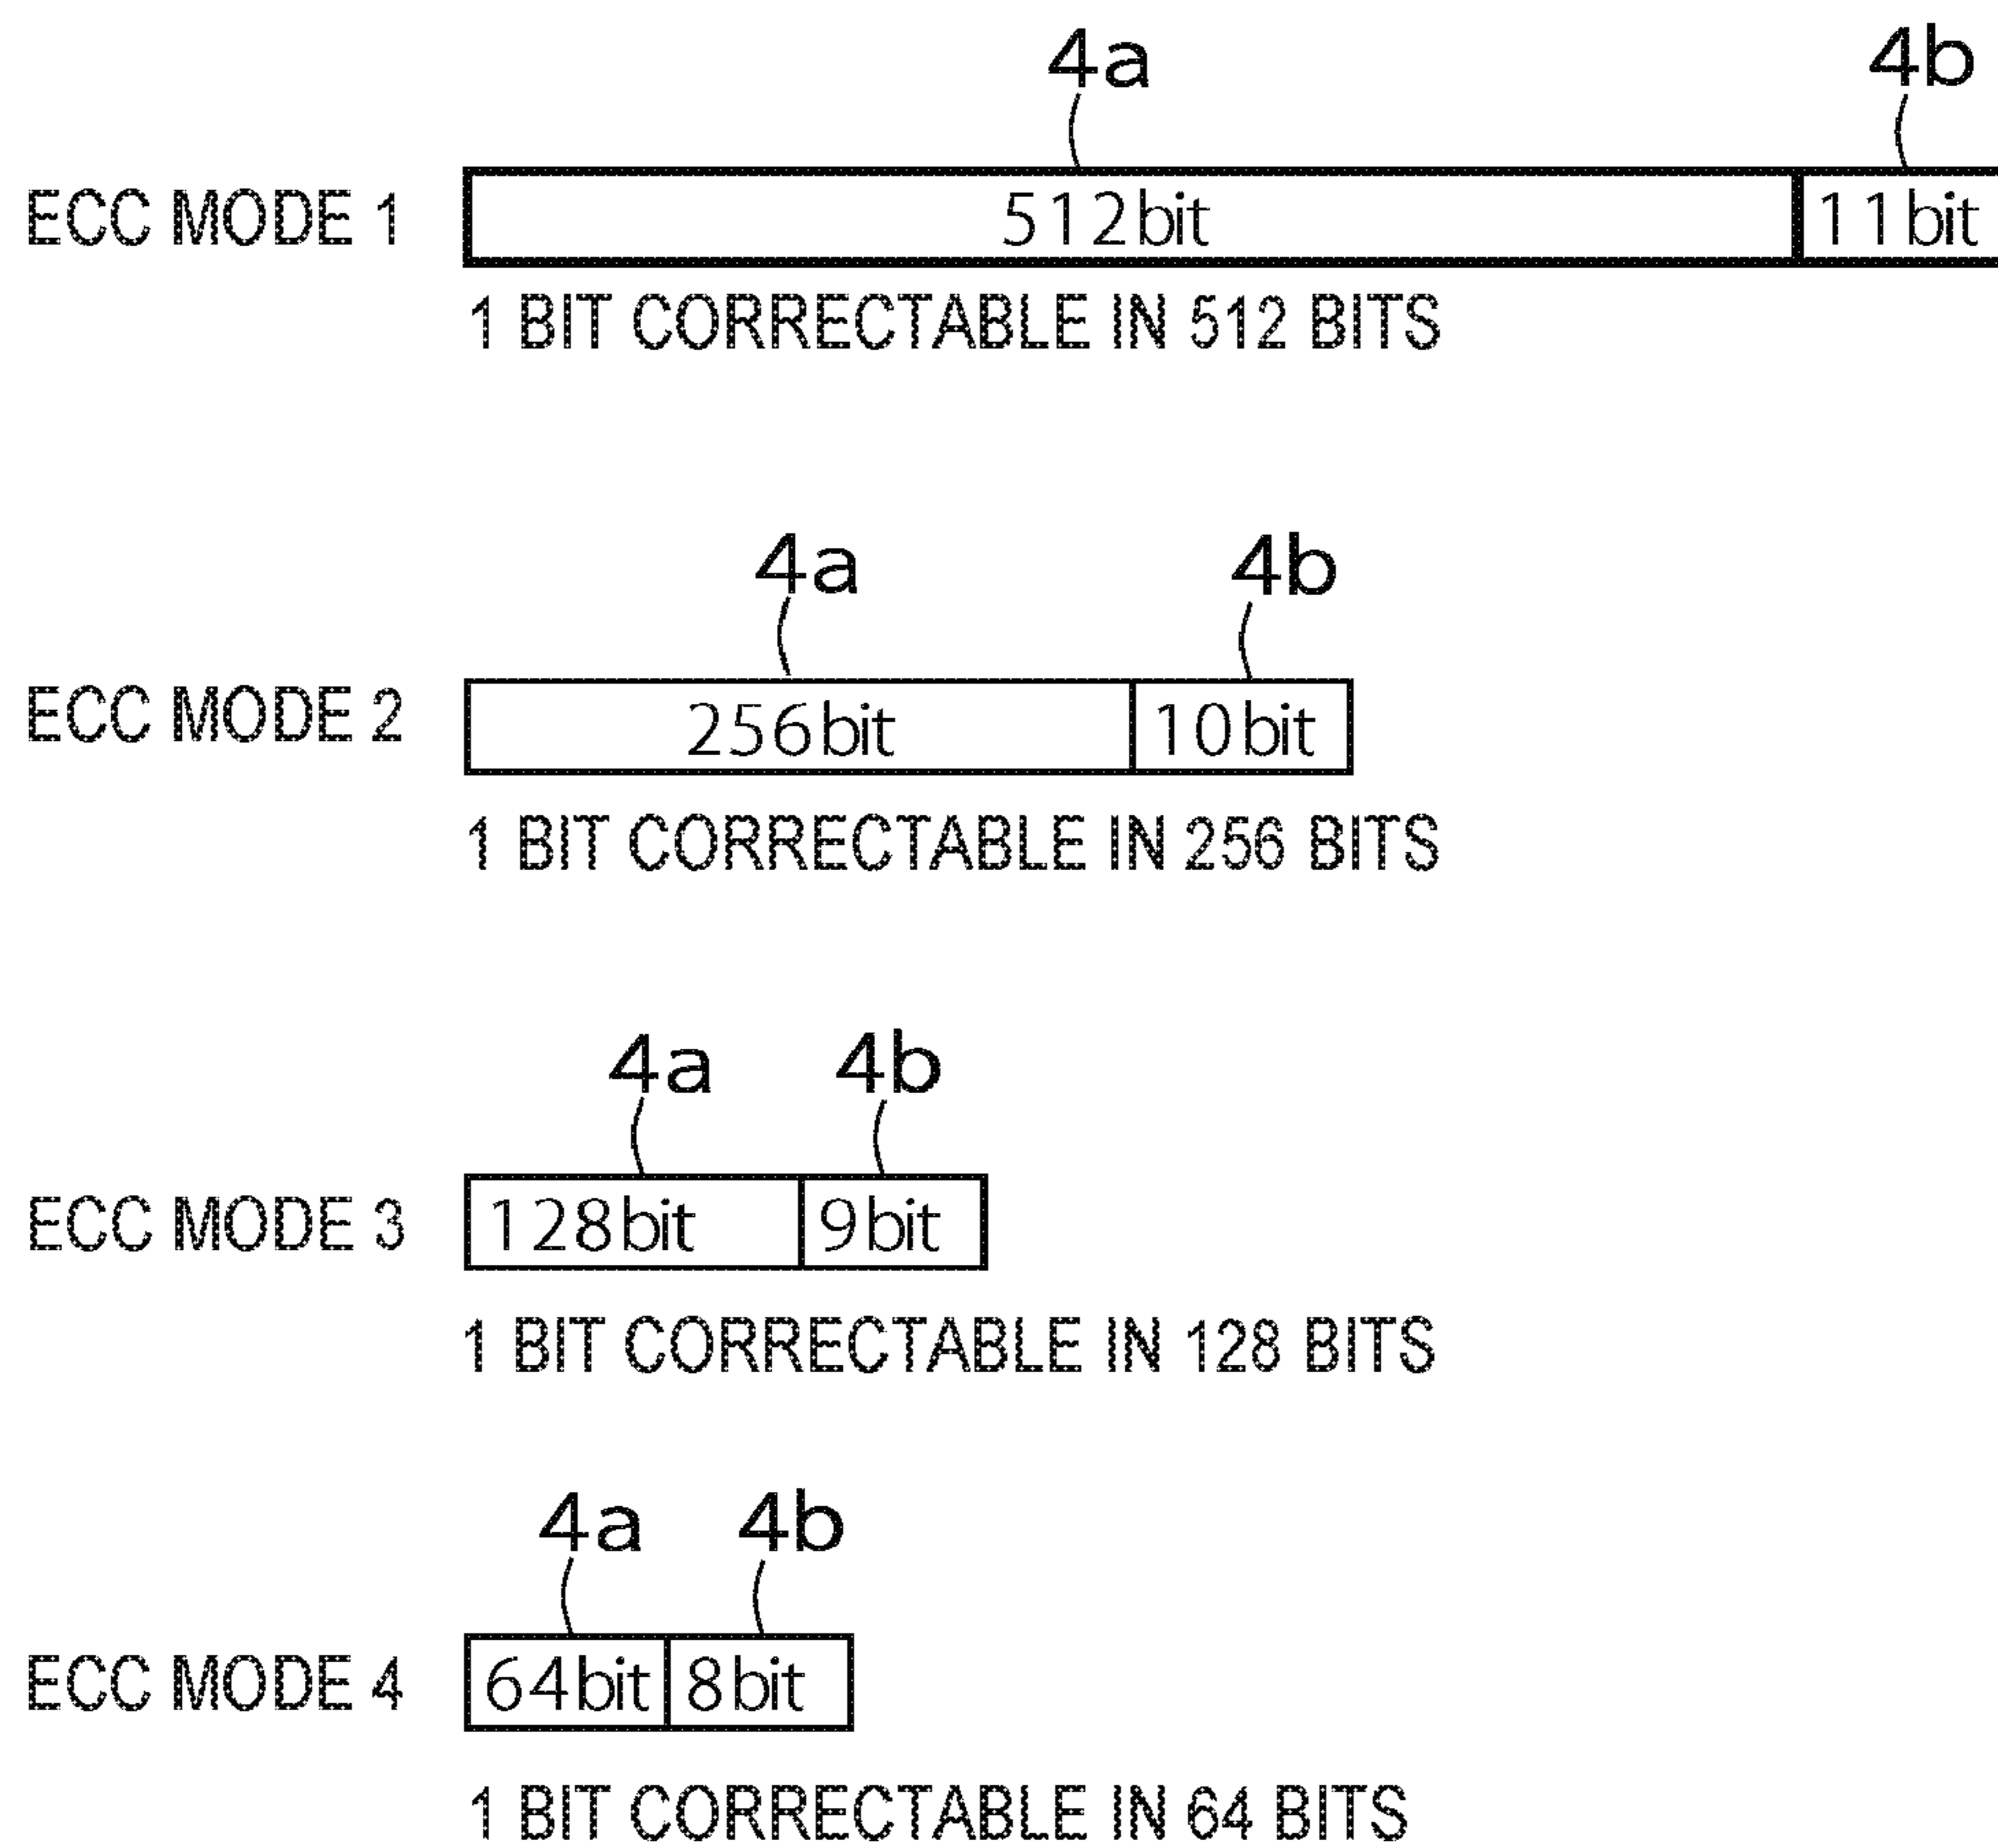 4a 4b
ECC MODE 1 512bit 11bit
1 BIT CORRECTABLE IN 512 BITS
4a 4b
ECC MODE 2 256bit 10bit
1 BIT CORRECTABLE IN 256 BITS
4a 4b
ECC MODE 3 128bit 9bit
1 BIT CORRECTABLE IN 128 BITS
4a 4b
ECC MODE 4 64bit 8bit
1 BIT CORRECTABLE IN 64 BITS